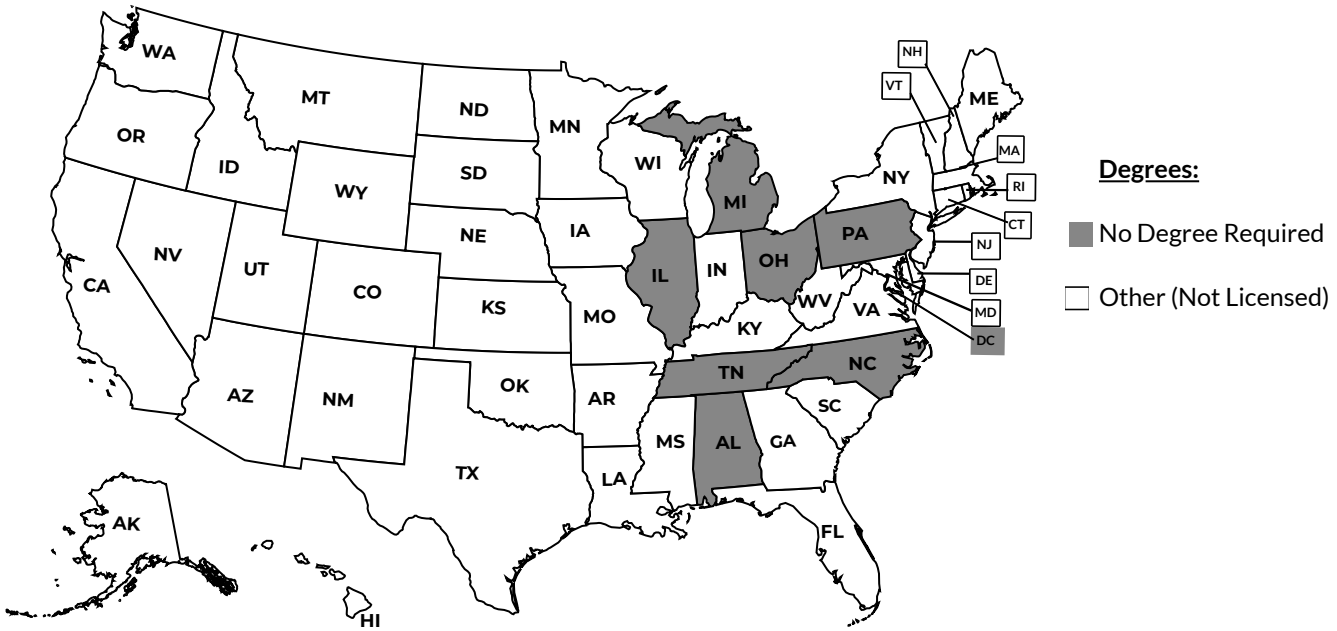 WA
MT
ND
MN
OR
ID
WY
SD
WI
MI
NY
ME
NH
VT
MA
RI
CT
NJ
DE
MD
DC
NV
UT
CO
NE
IA
KS
MO
IL
IN
OH
PA
WV
VA
KY
CA
AZ
NM
OK
AR
TN
NC
SC
MS
AL
GA
TX
LA
FL
AK
HI
Degrees:
No Degree Required
Other (Not Licensed)